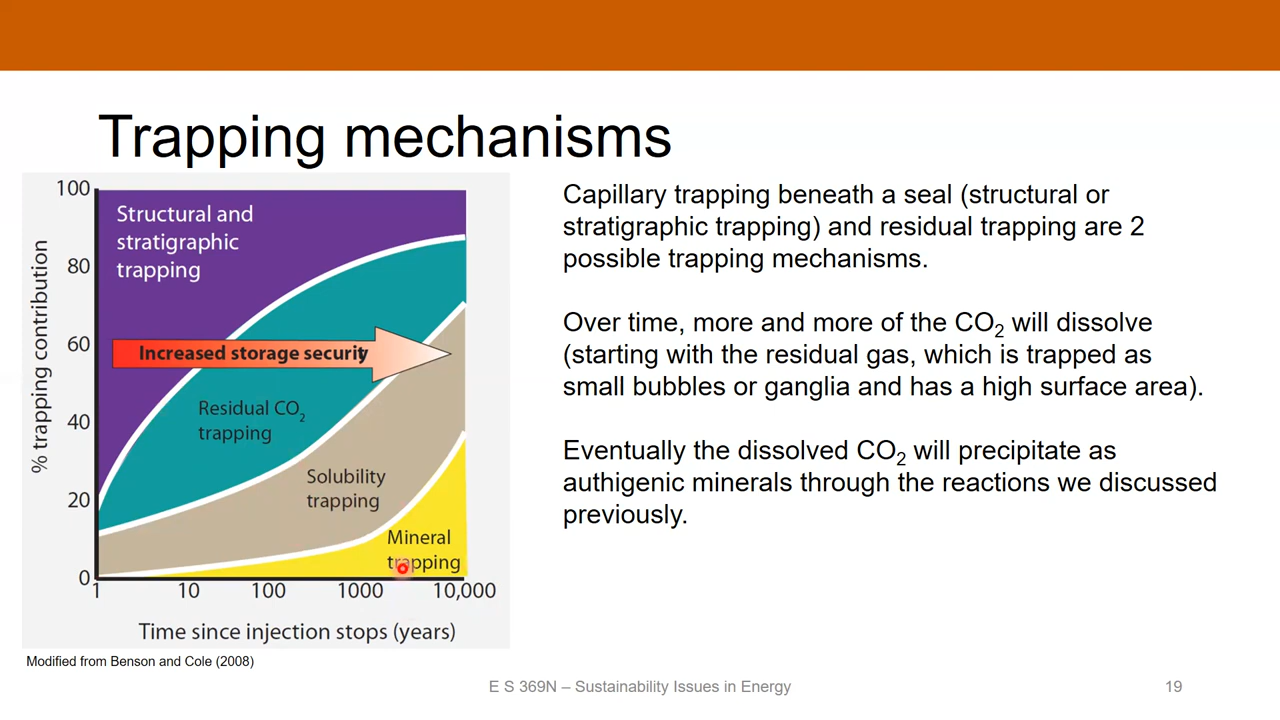 Trapping mechanisms
100
80
60
40
20
0
% trapping contribution
Structural and
stratigraphic
trapping
Increased storage security
Residual CO2
trapping
Solubility
trapping
Mineral
trapping
1 10 100 1000 10,000
Time since injection stops (years)
Modified from Benson and Cole (2008)
Capillary trapping beneath a seal (structural or
stratigraphic trapping) and residual trapping are 2
possible trapping mechanisms.
Over time, more and more of the CO2 will dissolve
(starting with the residual gas, which is trapped as
small bubbles or ganglia and has a high surface area).
Eventually the dissolved CO2 will precipitate as
authigenic minerals through the reactions we discussed
previously.
E S 369N – Sustainability Issues in Energy
19